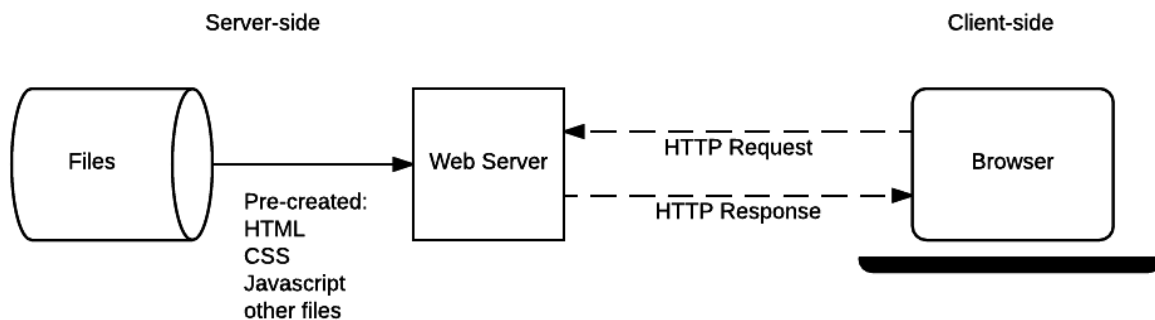 Server-side
Client-side
Files
Web Server
HTTP Request
Browser
HTTP Response
Pre-created:
HTML
CSS
Javascript
other files